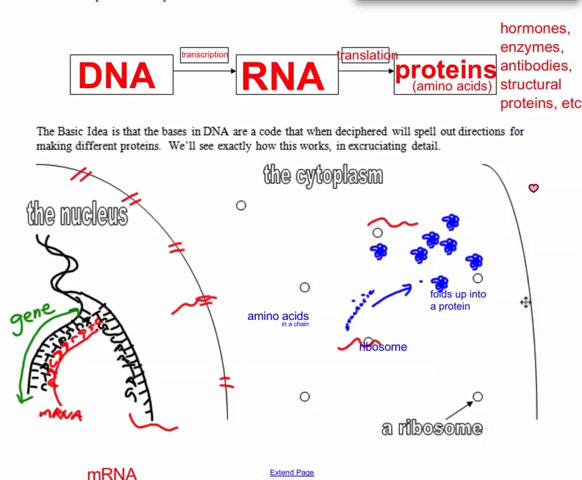 hormones,
enzymes,
antibodies,
structural
proteins, etc
DNA
transcription
RNA
translation
proteins
(amino acids)
The Basic Idea is that the bases in DNA are a code that when deciphered will spell out directions for
making different proteins. We'll see exactly how this works, in excruciating detail.
the cytoplasm
the nucleus
gene
amino acids
in a chain
folds up into
a protein
ribosome
mRNA
a ribosome
mRNA
Extend Page